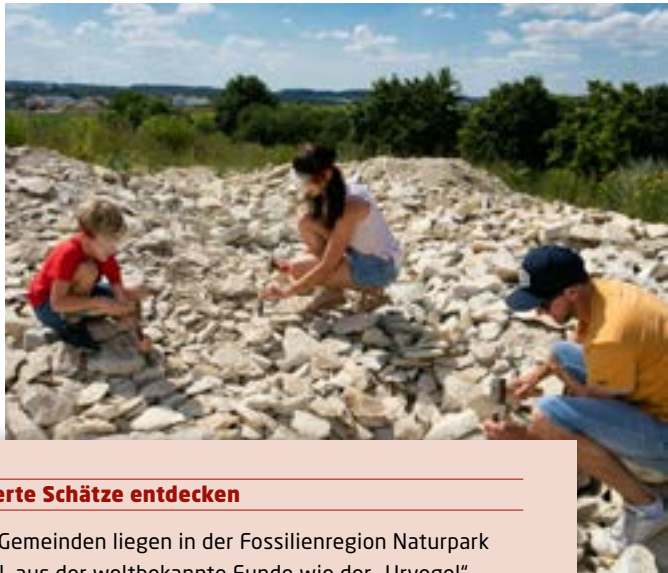 erte Schätze entdecken
Gemeinden liegen in der Fossilienregion Naturpark
aus der weltbekannte Funde wie der „Urvogel“